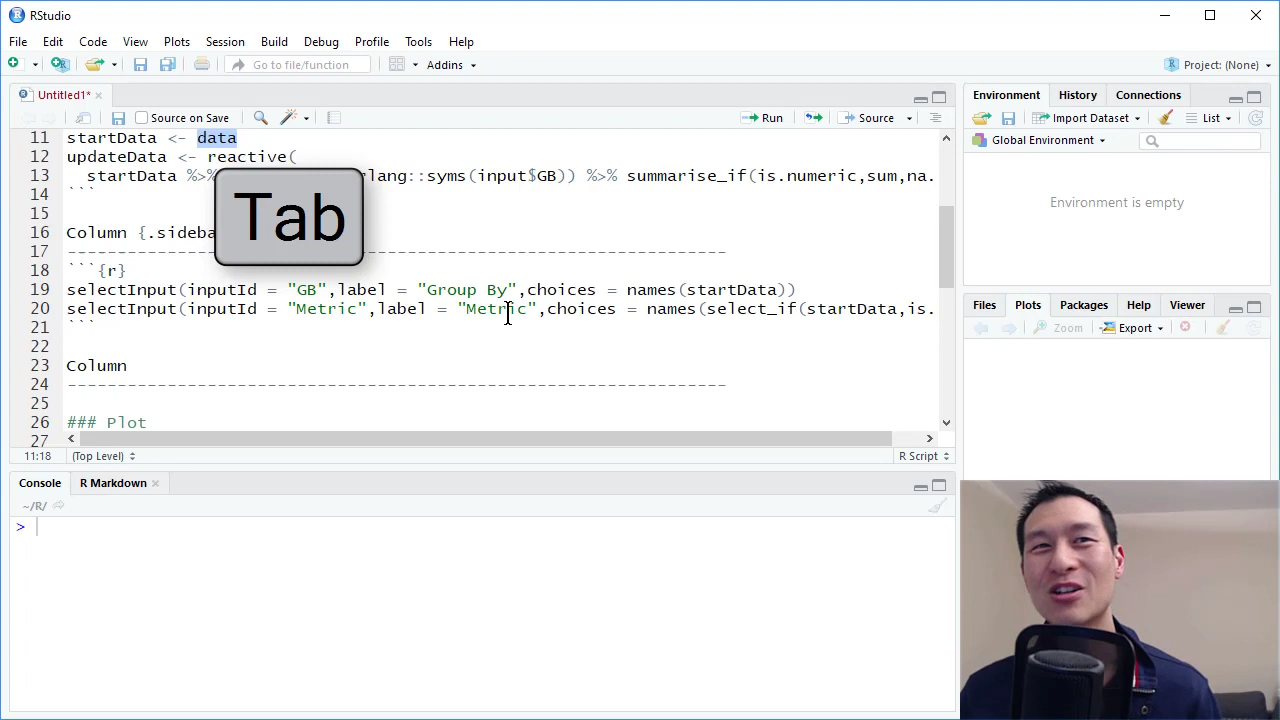 RStudio
File Edit Code View Plots Session Build Debug Profile Tools Help
Go to file/function Addins Project: (None)
Untitled1*
Source on Save Run Source
11 startData <- data
12 updateData <- reactive(
13 startData %>% rlang::syms(input$GB)) %>% summarise_if(is.numeric,sum,na.
14 ```
15
16 Column {.sideba
17 -------------------------------------------------------------------
18 ```{r}
19 selectInput(inputId = "GB",label = "Group By",choices = names(startData))
20 selectInput(inputId = "Metric",label = "Metric",choices = names(select_if(startData,is.
21 ```
22
23 Column
24 -------------------------------------------------------------------
25
26 ### Plot
27
Tab
11:18 (Top Level) R Script
Console R Markdown
~/R/
>
Environment History Connections
Import Dataset List
Global Environment
Environment is empty
Files Plots Packages Help Viewer
Zoom Export